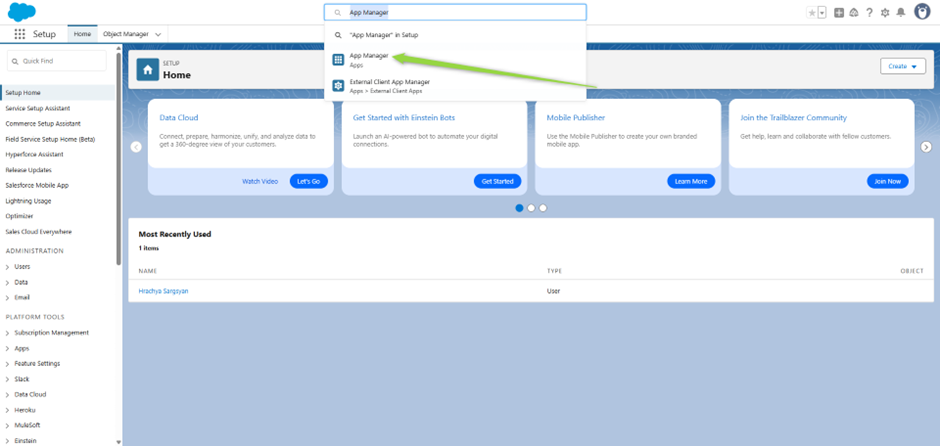 App Manager
"App Manager" in Setup
App Manager
Apps
External Client App Manager
Apps > External Client Apps
Setup
Home
Object Manager
Quick Find
Setup Home
Service Setup Assistant
Commerce Setup Assistant
Field Service Setup Home (Beta)
Hyperforce Assistant
Release Updates
Salesforce Mobile App
Lightning Usage
Optimizer
Sales Cloud Everywhere
ADMINISTRATION
Users
Data
Email
PLATFORM TOOLS
Subscription Management
Apps
Feature Settings
Slack
Data Cloud
Heroku
MuleSoft
Einstein
SETUP
Home
Create
Data Cloud
Connect, prepare, harmonize, unify, and analyze data to
get a 360-degree view of your customers.
Watch Video
Let's Go
Get Started with Einstein Bots
Launch an AI-powered bot to automate your digital
connections.
Get Started
Mobile Publisher
Use the Mobile Publisher to create your own branded
mobile app.
Learn More
Join the Trailblazer Community
Get help, learn and collaborate with fellow customers.
Join Now
Most Recently Used
1 items
NAME TYPE OBJECT
Hrachya Sargsyan User